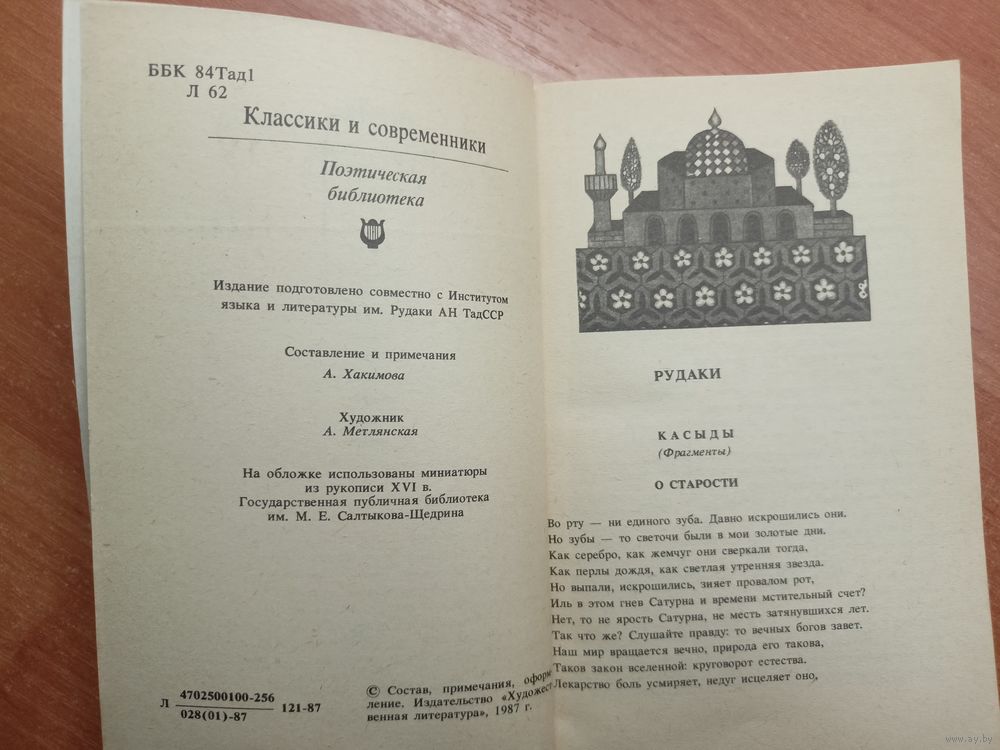 ББК 84Тад1
Л 62
Классики и современники
Поэтическая
библиотека
Издание подготовлено совместно с Институтом
языка и литературы им. Рудаки АН ТадССР
Составление и примечания
А. Хакимова
Художник
А. Метлянская
На обложке использованы миниатюры
из рукописи XVI в.
Государственная публичная библиотека
им. М. Е. Салтыкова-Щедрина
Л 4702500100-256
028(01)-87 121-87
© Состав, примечания, оформ
ление. Издательство «Художест
венная литература», 1987 г.
РУДАКИ
КАСЫДЫ
(Фрагменты)
О СТАРОСТИ
Во рту — ни единого зуба. Давно искрошились они.
Но зубы — то светочи были в мои золотые дни.
Как серебро, как жемчуг они сверкали тогда,
Как перлы дождя, как светлая утренняя звезда.
Но выпали, искрошились, зияет провалом рот,
Иль в этом гнев Сатурна и времени мстительный счет?
Нет, то не ярость Сатурна, не месть затянувшихся лет.
Так что же? Слушайте правду: то вечных богов завет.
Наш мир вращается вечно, природа его такова,
Таков закон вселенной: круговорот естества.
Лекарство боль усмиряет, недуг исцеляет оно,
www.ay.by